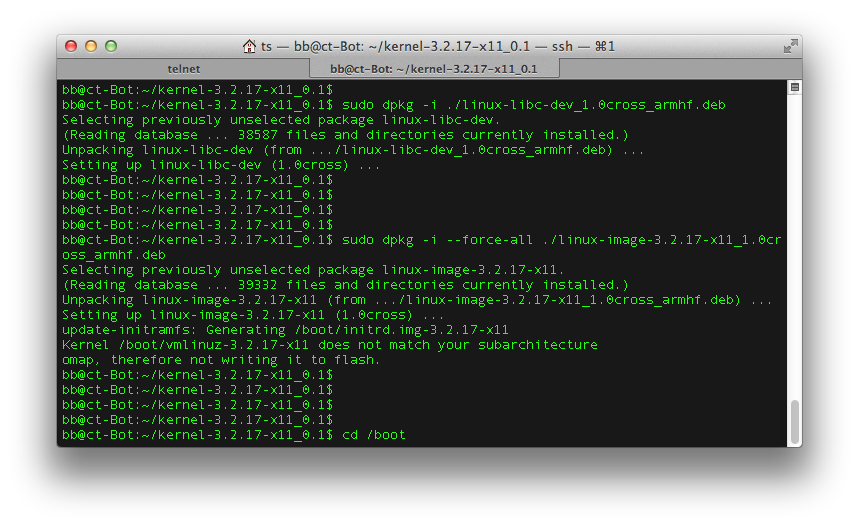 ts — bb@ct-Bot: ~/kernel-3.2.17-x11_0.1 — ssh — ⌘1
telnet
bb@ct-Bot: ~/kernel-3.2.17-x11_0.1
bb@ct-Bot:~/kernel-3.2.17-x11_0.1$
bb@ct-Bot:~/kernel-3.2.17-x11_0.1$ sudo dpkg -i ./linux-libc-dev_1.0cross_armhf.deb
Selecting previously unselected package linux-libc-dev.
(Reading database ... 38587 files and directories currently installed.)
Unpacking linux-libc-dev (from .../linux-libc-dev_1.0cross_armhf.deb) ...
Setting up linux-libc-dev (1.0cross) ...
bb@ct-Bot:~/kernel-3.2.17-x11_0.1$
bb@ct-Bot:~/kernel-3.2.17-x11_0.1$
bb@ct-Bot:~/kernel-3.2.17-x11_0.1$
bb@ct-Bot:~/kernel-3.2.17-x11_0.1$
bb@ct-Bot:~/kernel-3.2.17-x11_0.1$ sudo dpkg -i --force-all ./linux-image-3.2.17-x11_1.0cr
oss_armhf.deb
Selecting previously unselected package linux-image-3.2.17-x11.
(Reading database ... 39332 files and directories currently installed.)
Unpacking linux-image-3.2.17-x11 (from .../linux-image-3.2.17-x11_1.0cross_armhf.deb) ...
Setting up linux-image-3.2.17-x11 (1.0cross) ...
update-initramfs: Generating /boot/initrd.img-3.2.17-x11
Kernel /boot/vmlinuz-3.2.17-x11 does not match your subarchitecture
omap, therefore not writing it to flash.
bb@ct-Bot:~/kernel-3.2.17-x11_0.1$
bb@ct-Bot:~/kernel-3.2.17-x11_0.1$
bb@ct-Bot:~/kernel-3.2.17-x11_0.1$
bb@ct-Bot:~/kernel-3.2.17-x11_0.1$
bb@ct-Bot:~/kernel-3.2.17-x11_0.1$ cd /boot